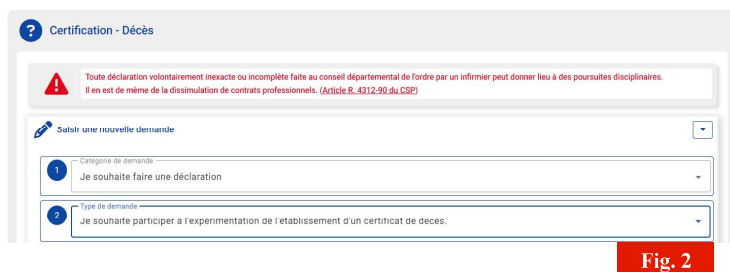 ? Certification - Décès
Toute déclaration volontairement inexacte ou incomplète faite au conseil départemental de l'ordre par un infirmier peut donner lieu à des poursuites disciplinaires.
Il en est de même de la dissimulation de contrats professionnels. (Article R. 4312-90 du CSP)
Saisir une nouvelle demande
1
Catégorie de demande
Je souhaite faire une déclaration
2
Type de demande
Je souhaite participer a l'experimentation de l'etablissement d'un certificat de deces.
Fig. 2